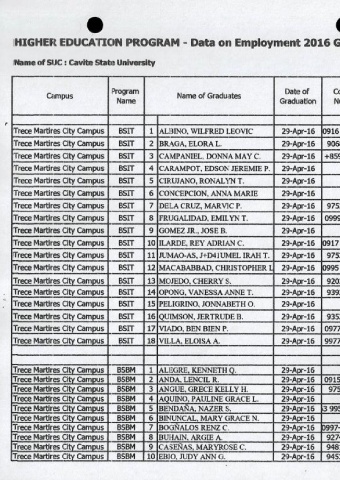 HIGHER EDUCATION PROGRAM - Data on Employment 2016 G
Name of SUC : Cavite State University
Campus Program Name Name of Graduates Date of Graduation Co N
Trece Martires City Campus BSIT 1 ALBINO, WILFRED LEOVIC 29-Apr-16 0916
Trece Martires City Campus BSIT 2 BRAGA, ELORA L. 29-Apr-16 906
Trece Martires City Campus BSIT 3 CAMPANIEL, DONNA MAY C. 29-Apr-16 +859
Trece Martires City Campus BSIT 4 CARAMPOT, EDSON JEREMIE P. 29-Apr-16
Trece Martires City Campus BSIT 5 CIRUJANO, RONALYN T. 29-Apr-16
Trece Martires City Campus BSIT 6 CONCEPCION, ANNA MARIE 29-Apr-16
Trece Martires City Campus BSIT 7 DELA CRUZ, MARVIC P. 29-Apr-16 975
Trece Martires City Campus BSIT 8 FRUGALIDAD, EMILYN T. 29-Apr-16 0999
Trece Martires City Campus BSIT 9 GOMEZ JR., JOSE B. 29-Apr-16
Trece Martires City Campus BSIT 10 ILARDE, REY ADRIAN C. 29-Apr-16 0917
Trece Martires City Campus BSIT 11 JUMAO-AS, J+D41UMEL IRAH T. 29-Apr-16 975
Trece Martires City Campus BSIT 12 MACABABBAD, CHRISTOPHER L 29-Apr-16 0995
Trece Martires City Campus BSIT 13 MOJEDO, CHERRY S. 29-Apr-16 920
Trece Martires City Campus BSIT 14 OPONG, VANESSA ANNE T. 29-Apr-16 939
Trece Martires City Campus BSIT 15 PELIGRINO, JONNABETH O. 29-Apr-16
Trece Martires City Campus BSIT 16 QUIMSON, JERTRUDE B. 29-Apr-16 935
Trece Martires City Campus BSIT 17 VIADO, BEN BIEN P. 29-Apr-16 0977
Trece Martires City Campus BSIT 18 VILLA, ELOISA A. 29-Apr-16 9977
Trece Martires City Campus BSBM 1 ALEGRE, KENNETH Q. 29-Apr-16
Trece Martires City Campus BSBM 2 ANDA, LENCIL R. 29-Apr-16 0915
Trece Martires City Campus BSBM 3 ANGUE, GRECE KELLY H. 29-Apr-16 975
Trece Martires City Campus BSBM 4 AQUINO, PAULINE GRACE L. 29-Apr-16
Trece Martires City Campus BSBM 5 BENDAÑA, NAZER S. 29-Apr-16 3 995
Trece Martires City Campus BSBM 6 BINUNCAL, MARY GRACE N. 29-Apr-16
Trece Martires City Campus BSBM 7 BOGÑALOS RENZ C. 29-Apr-16 0997-
Trece Martires City Campus BSBM 8 BUHAIN, ARGIE A. 29-Apr-16 927
Trece Martires City Campus BSBM 9 CASEÑAS, MARYROSE C. 29-Apr-16 948
Trece Martires City Campus BSBM 10 EBIO, JUDY ANN G. 29-Apr-16 945